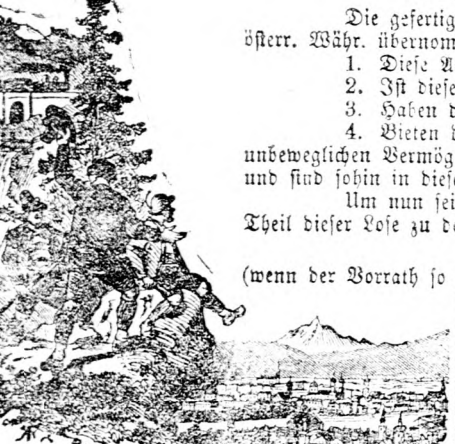 Die gefertig
österr. Währ. übernom
1. Diese A
2. Ist diese
3. Haben d
4. Bieten d
unbeweglichen Vermög
und sind sohin in diese
Um nun sei
Theil dieser Lose zu de
(wenn der Vorrath so